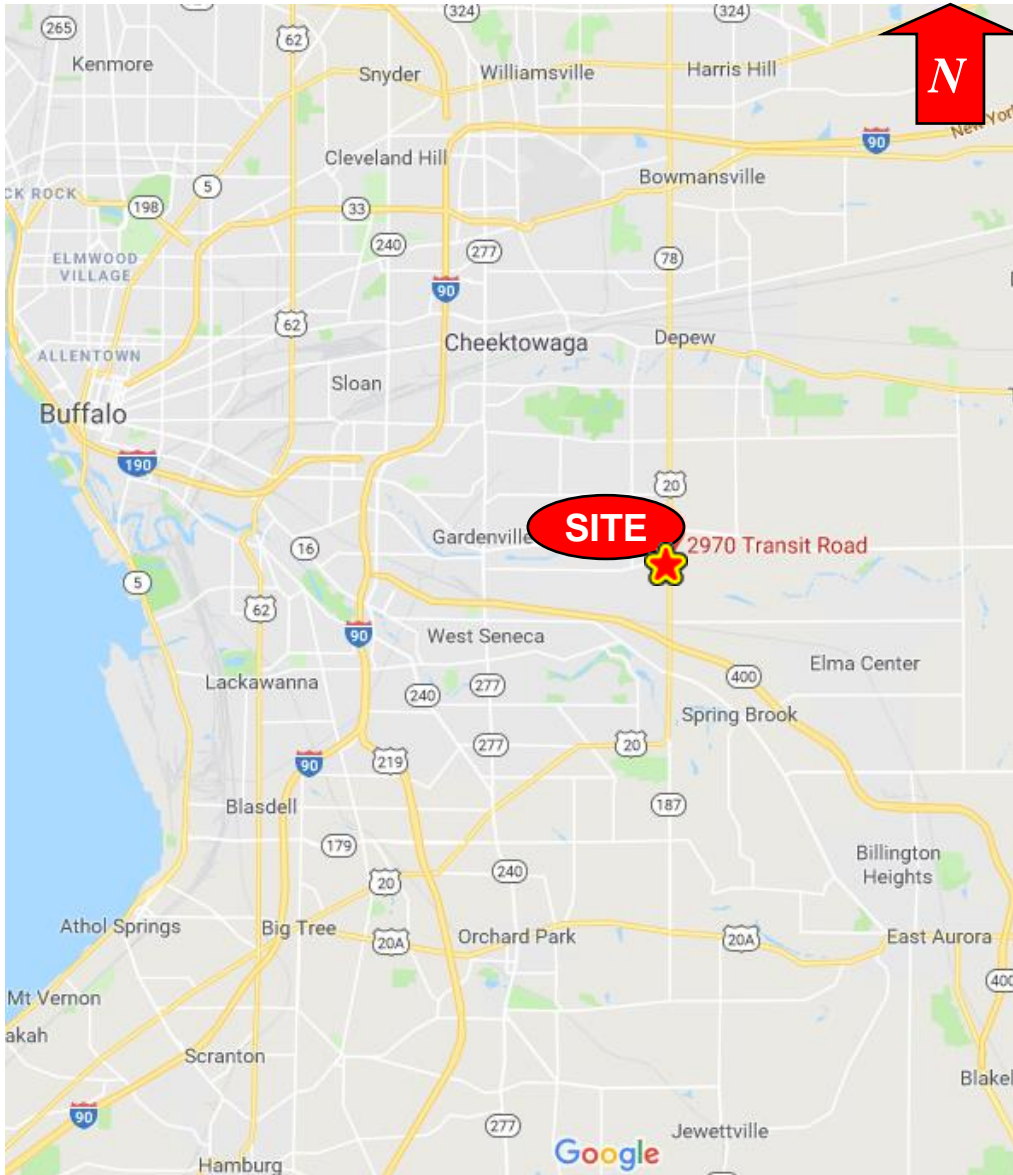 324
324
265
62
Kenmore
Snyder
Williamsville
Harris Hill
N
New York
90
Cleveland Hill
Bowmansville
CK ROCK
5
198
33
240
277
78
ELMWOOD
VILLAGE
90
62
Cheektowaga
Depew
ALLENTOWN
Sloan
Buffalo
190
20
SITE
Gardenville
2970 Transit Road
16
5
62
90
West Seneca
Elma Center
400
Lackawanna
240
277
Spring Brook
277
20
90
219
Blasdell
187
179
Billington
Heights
20
240
Athol Springs
Big Tree
20A
Orchard Park
20A
East Aurora
400
Mt Vernon
akah
Scranton
Blakel
90
277
Google
Jewettville
Hamburg